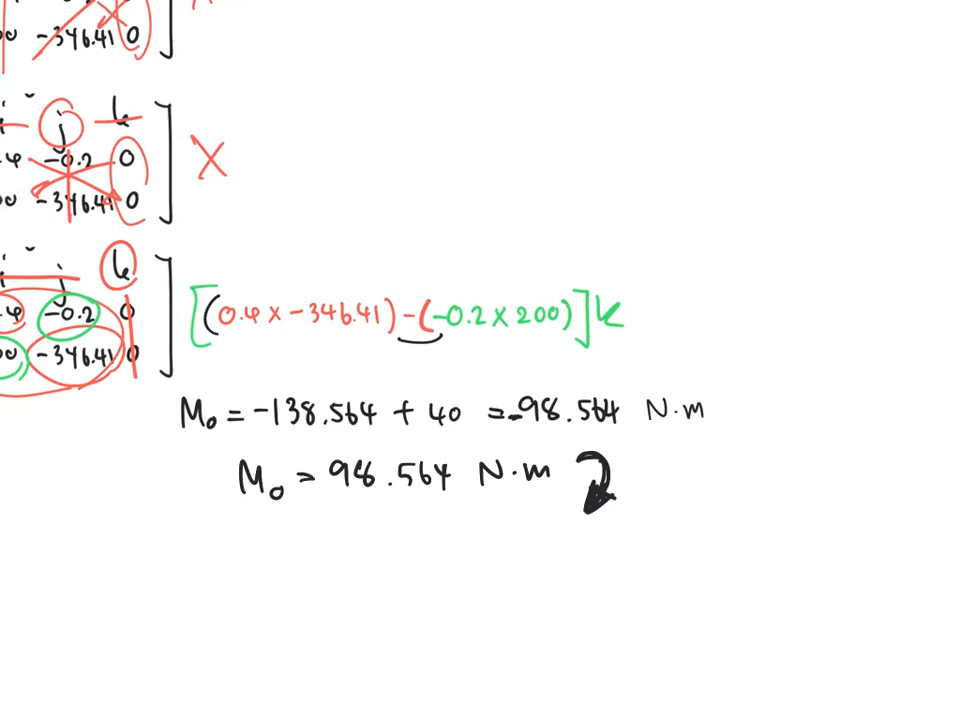 -346.41 0
j k
-0.2 0
-346.41 0
j k
-0.2 0
-346.41 0
[(0.4 x -346.41) - (-0.2 x 200)] k
Mo = -138.564 + 40 = -98.564 N.m
Mo = 98.564 N.m